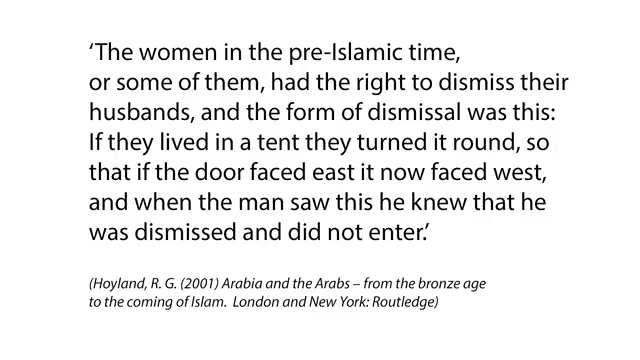 ‘The women in the pre-Islamic time,
or some of them, had the right to dismiss their
husbands, and the form of dismissal was this:
If they lived in a tent they turned it round, so
that if the door faced east it now faced west,
and when the man saw this he knew that he
was dismissed and did not enter.’
(Hoyland, R. G. (2001) Arabia and the Arabs – from the bronze age
to the coming of Islam.  London and New York: Routledge)